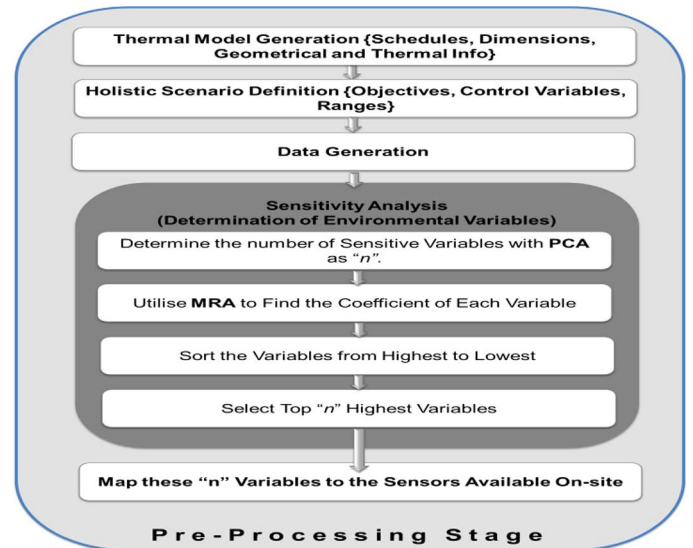 Thermal Model Generation {Schedules, Dimensions,
Geometrical and Thermal Info}
Holistic Scenario Definition {Objectives, Control Variables,
Ranges}
Data Generation
Sensitivity Analysis
(Determination of Environmental Variables)
Determine the number of Sensitive Variables with PCA
as "n".
Utilise MRA to Find the Coefficient of Each Variable
Sort the Variables from Highest to Lowest
Select Top "n" Highest Variables
Map these “n” Variables to the Sensors Available On-site
Pre-Processing Stage